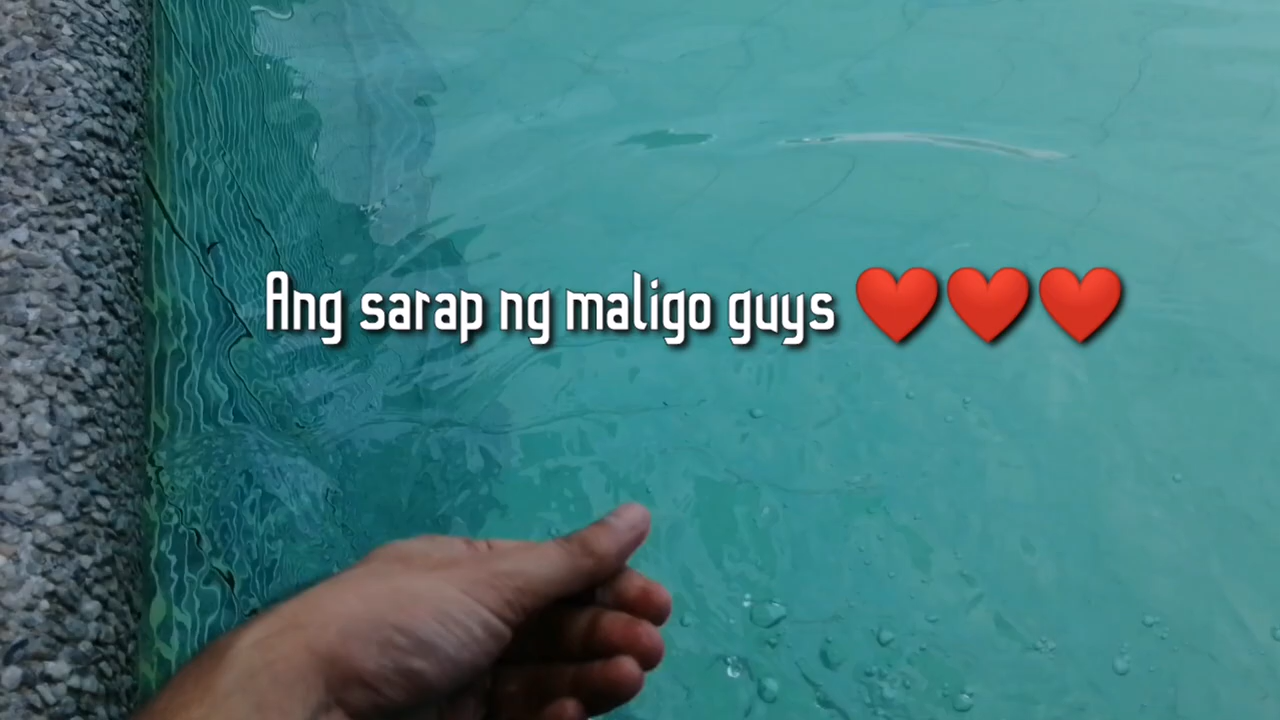 Ang sarap ng maligo guys ❤️❤️❤️